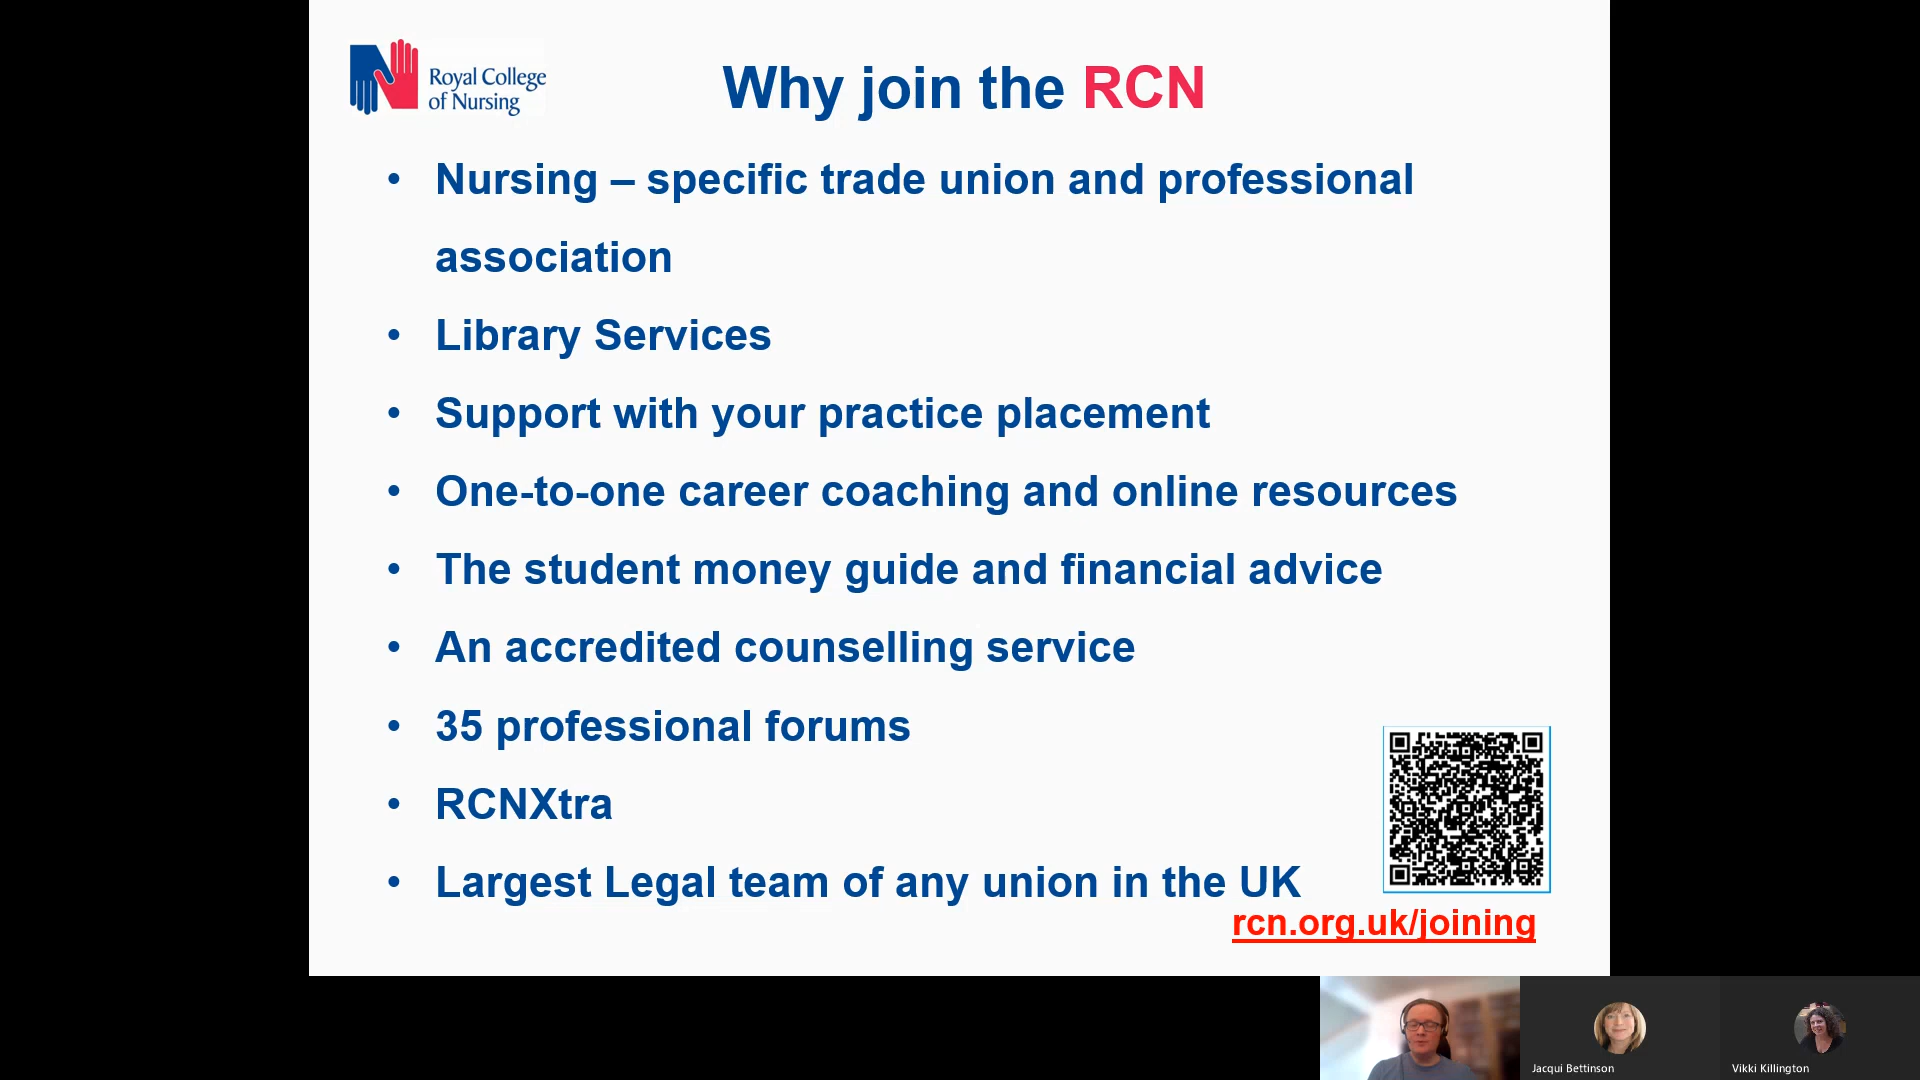 Royal College
of Nursing
Why join the RCN
• Nursing – specific trade union and professional
association
• Library Services
• Support with your practice placement
• One-to-one career coaching and online resources
• The student money guide and financial advice
• An accredited counselling service
• 35 professional forums
• RCNXtra
• Largest Legal team of any union in the UK
rcn.org.uk/joining
Jacqui Bettinson
Vikki Killington